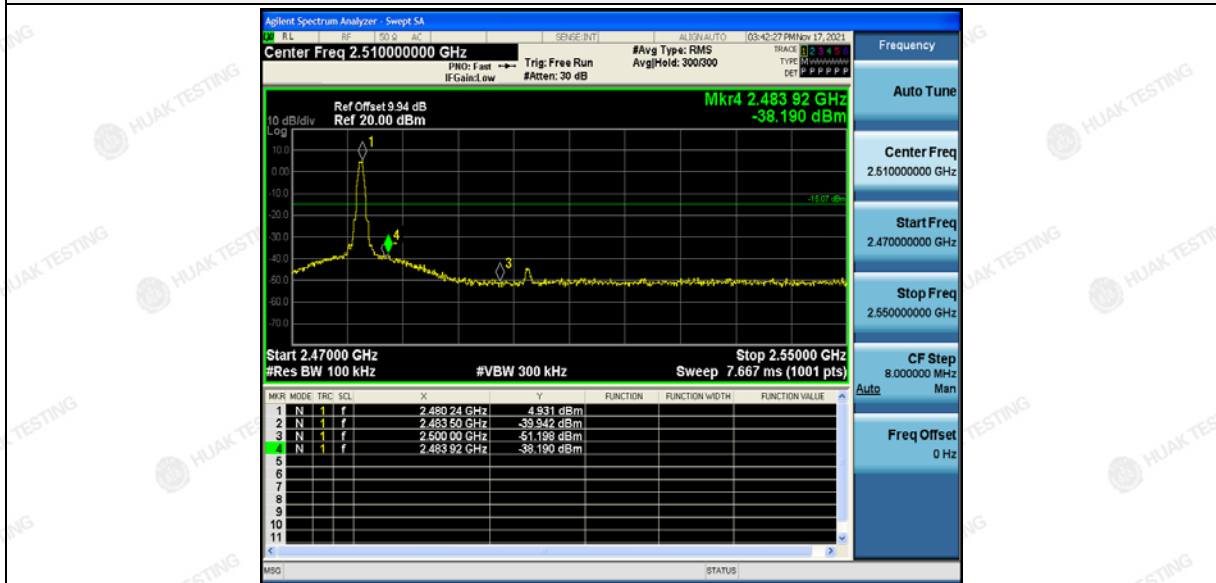 Agilent Spectrum Analyzer - Swept SA
RL RF 50 Ω AC SENSE:INT ALIGN AUTO 03:42:27 PM Nov 17, 2021
Center Freq 2.510000000 GHz
PNO: Fast
IFGain:Low
Trig: Free Run
#Atten: 30 dB
#Avg Type: RMS
Avg|Hold: 300/300
TRACE 1 2 3 4 5 6
TYPE M
DET P P P P P P
Ref Offset 9.94 dB
10 dB/div Ref 20.00 dBm
Log
Mkr4 2.483 92 GHz
-38.190 dBm
10.0
0.00
-10.0
-20.0
-30.0
-40.0
-50.0
-60.0
-70.0
1
4
3
-15.07 dBm
Start 2.47000 GHz Stop 2.55000 GHz
#Res BW 100 kHz #VBW 300 kHz Sweep 7.667 ms (1001 pts)
MKR MODE TRC SCL X Y FUNCTION FUNCTION WIDTH FUNCTION VALUE
1 N 1 f 2.480 24 GHz 4.931 dBm
2 N 1 f 2.483 50 GHz -39.942 dBm
3 N 1 f 2.500 00 GHz -51.198 dBm
4 N 1 f 2.483 92 GHz -38.190 dBm
5
6
7
8
9
10
11
MSG STATUS
Frequency
Auto Tune
Center Freq
2.510000000 GHz
Start Freq
2.470000000 GHz
Stop Freq
2.550000000 GHz
CF Step
8.000000 MHz
Auto Man
Freq Offset
0 Hz
HUAK TESTING
HUAK TESTING
HUAK TESTING
HUAK TESTING